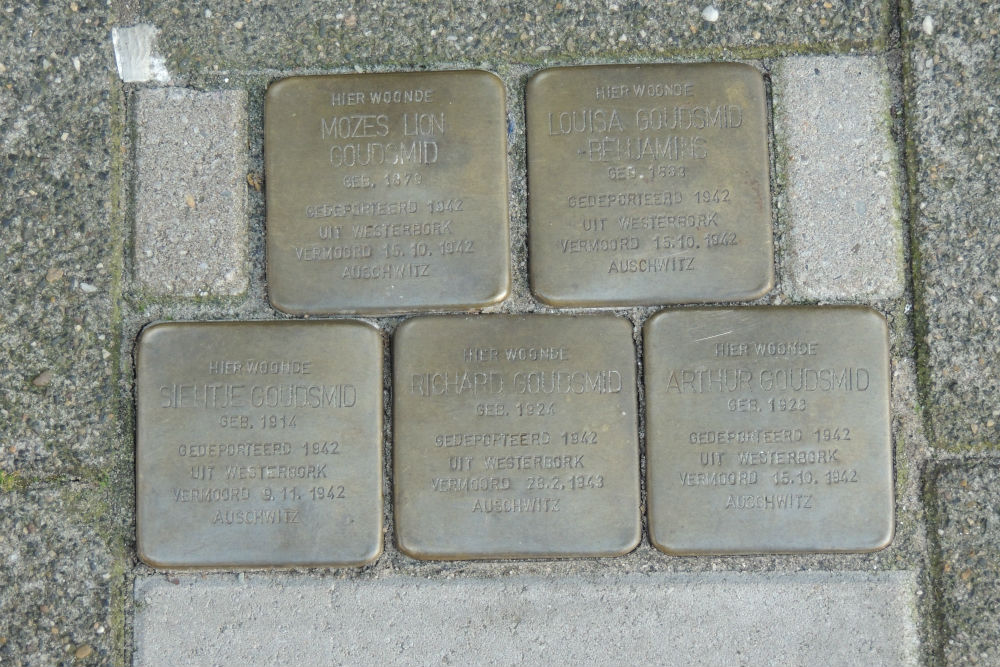 HIER WOONDE
MOZES LION
GOUDSMID
GEB. 1879
GEDEPORTEERD 1942
UIT WESTERBORK
VERMOORD 15.10.1942
AUSCHWITZ
HIER WOONDE
LOUISA GOUDSMID
-BENJAMINS
GEB. 1883
GEDEPORTEERD 1942
UIT WESTERBORK
VERMOORD 15.10.1942
AUSCHWITZ
HIER WOONDE
SIENTJE GOUDSMID
GEB. 1914
GEDEPORTEERD 1942
UIT WESTERBORK
VERMOORD 9.11.1942
AUSCHWITZ
HIER WOONDE
RICHARD GOUDSMID
GEB. 1924
GEDEPORTEERD 1942
UIT WESTERBORK
VERMOORD 28.2.1943
AUSCHWITZ
HIER WOONDE
ARTHUR GOUDSMID
GEB. 1928
GEDEPORTEERD 1942
UIT WESTERBORK
VERMOORD 15.10.1942
AUSCHWITZ